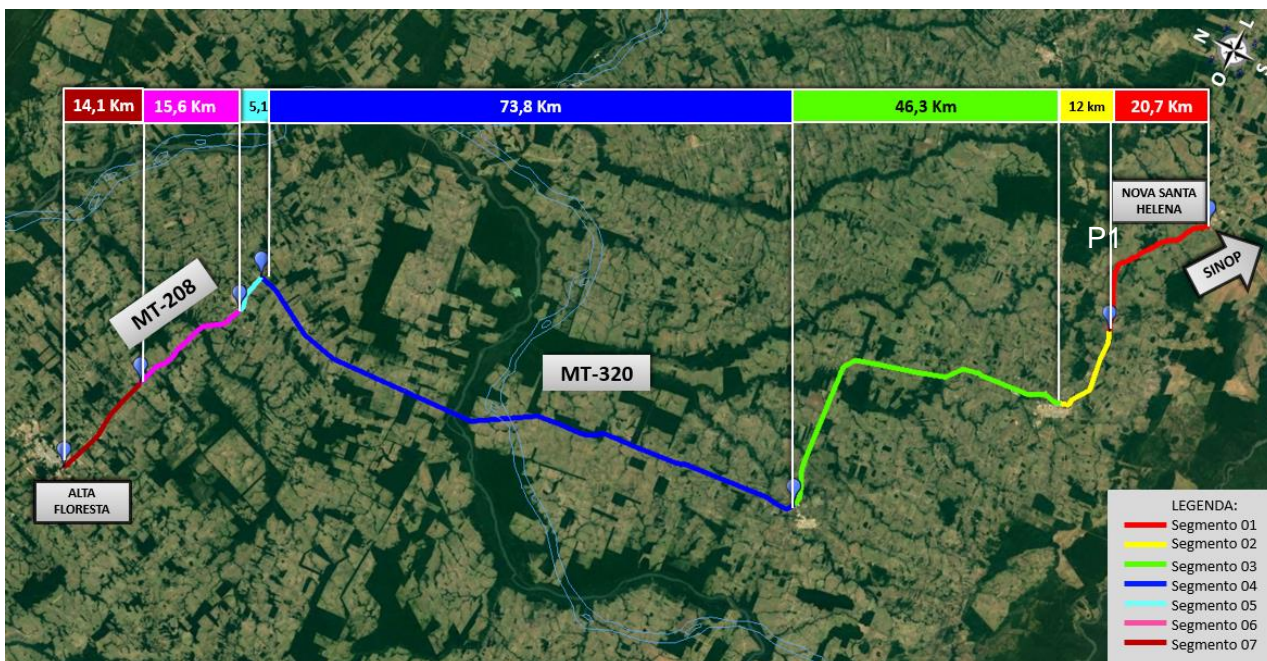 N
L
O
S
14,1 Km
15,6 Km
5,1
73,8 Km
46,3 Km
12 km
20,7 Km
NOVA SANTA
HELENA
P1
SINOP
MT-208
MT-320
ALTA
FLORESTA
LEGENDA:
Segmento 01
Segmento 02
Segmento 03
Segmento 04
Segmento 05
Segmento 06
Segmento 07